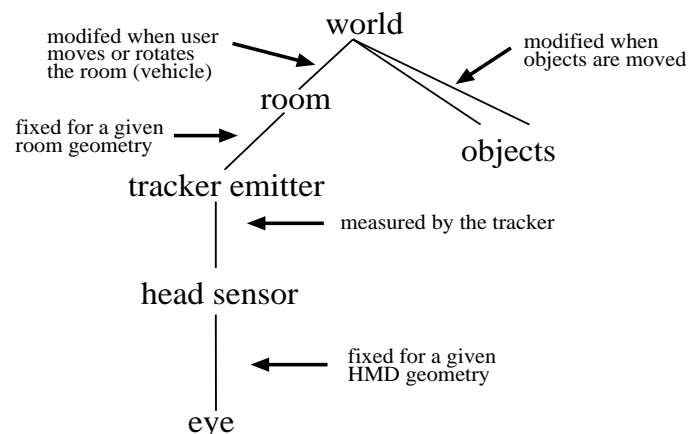 world
modifed when user
moves or rotates
the room (vehicle)
modified when
objects are moved
room
fixed for a given
room geometry
objects
tracker emitter
measured by the tracker
head sensor
fixed for a given
HMD geometry
eye